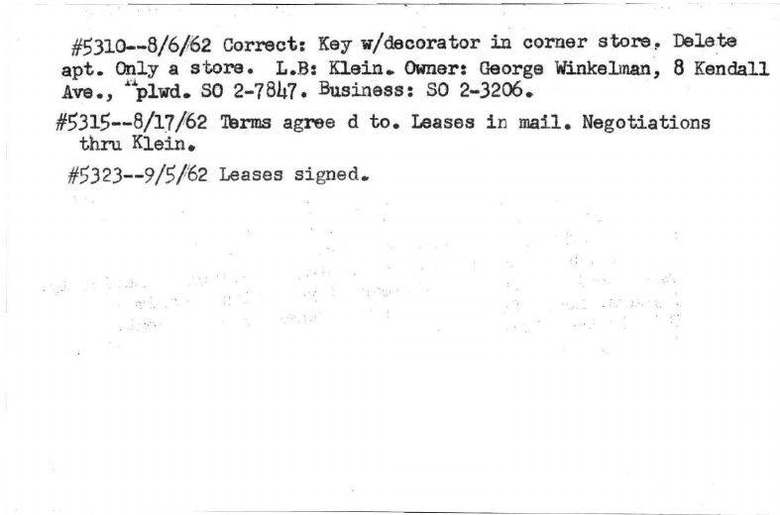 #5310--8/6/62 Correct: Key w/decorator in corner store. Delete
apt. Only a store. L.B: Klein. Owner: George Winkelman, 8 Kendall
Ave., plwd. SO 2-7847. Business: SO 2-3206.
#5315--8/17/62 Terms agree d to. Leases in mail. Negotiations
thru Klein.
#5323--9/5/62 Leases signed.